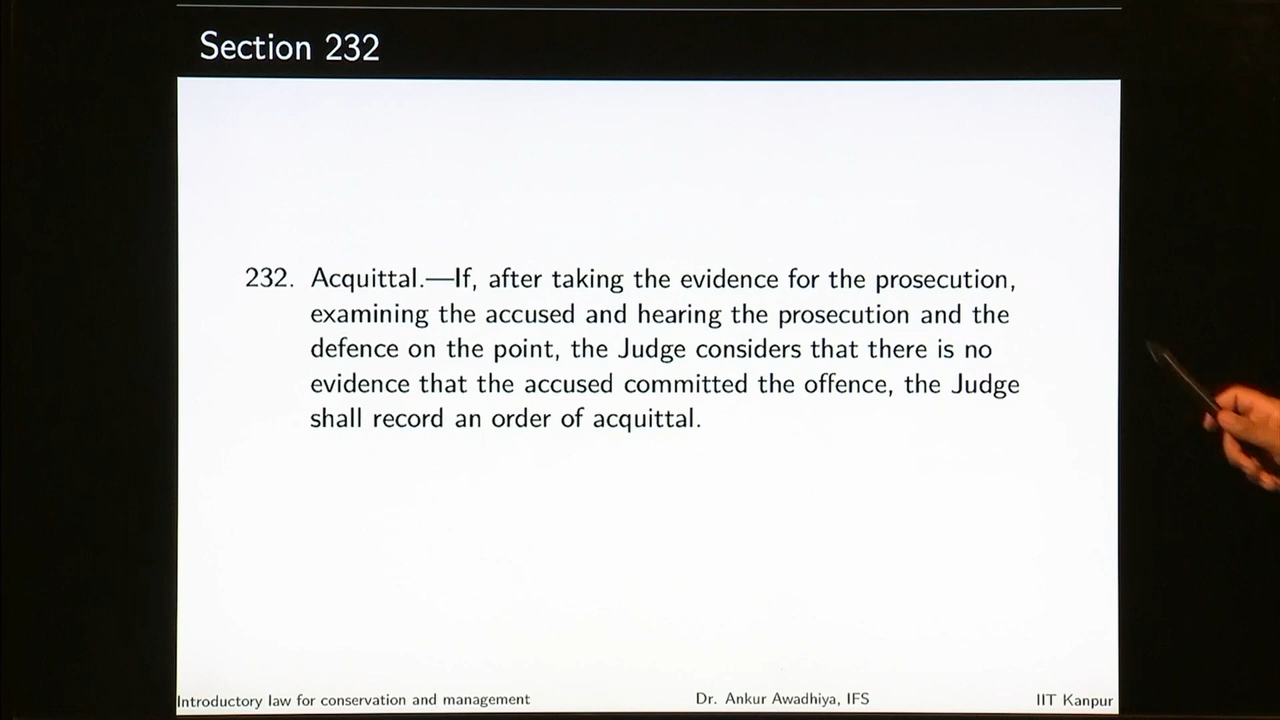 Section 232
232. Acquittal.—If, after taking the evidence for the prosecution,
examining the accused and hearing the prosecution and the
defence on the point, the Judge considers that there is no
evidence that the accused committed the offence, the Judge
shall record an order of acquittal.
Introductory law for conservation and management Dr. Ankur Awadhiya, IFS IIT Kanpur